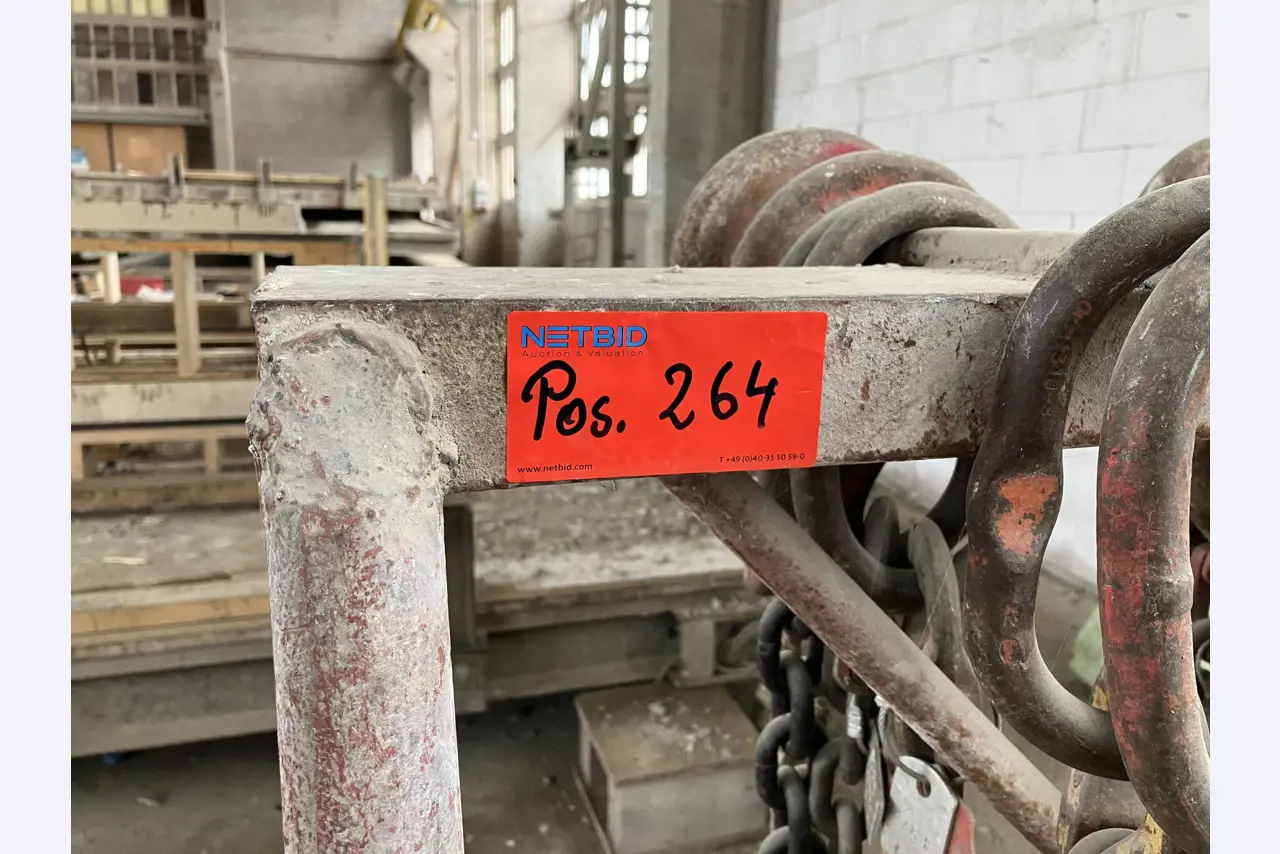 NETBID
Auction & Valuation
Pos. 264
www.netbid.com
T +49 (0)40-35 50 59-0